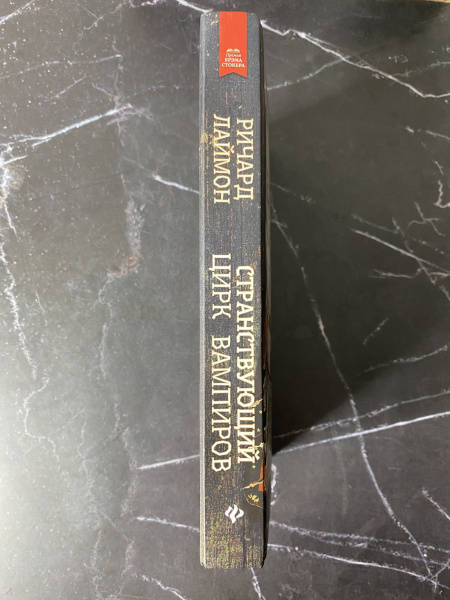 Премия
БРЭМА
СТОКЕРА
РИЧАРД
ЛАЙМОН
СТРАНСТВУЮЩИЙ
ЦИРК ВАМПИРОВ